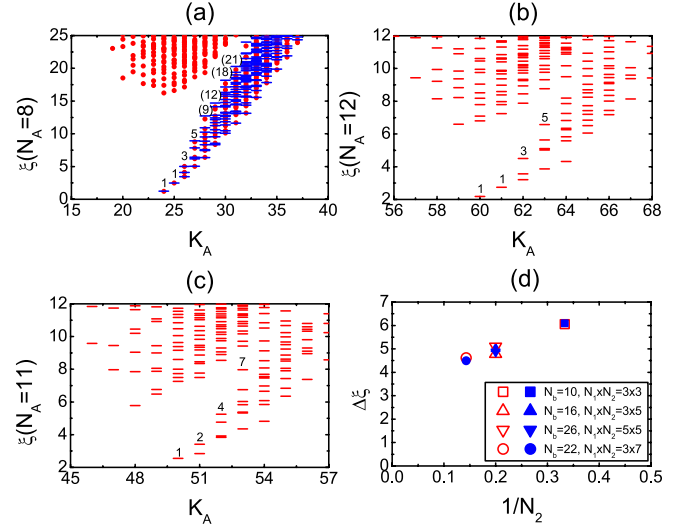 (a)
25
20
15
10
5
0
ξ(N_A=8)
(21)
(18)
(12)
(9)
5
3
1
1
15 20 25 30 35 40
K_A
(b)
12
10
8
6
4
2
ξ(N_A=12)
5
3
1
1
56 58 60 62 64 66 68
K_A
(c)
12
10
8
6
4
2
ξ(N_A=11)
7
4
2
1
45 48 51 54 57
K_A
(d)
7
6
5
4
3
2
1
0
Δξ
N_b=10, N_1xN_2=3x3
N_b=16, N_1xN_2=3x5
N_b=26, N_1xN_2=5x5
N_b=22, N_1xN_2=3x7
0.0 0.1 0.2 0.3 0.4 0.5
1/N_2